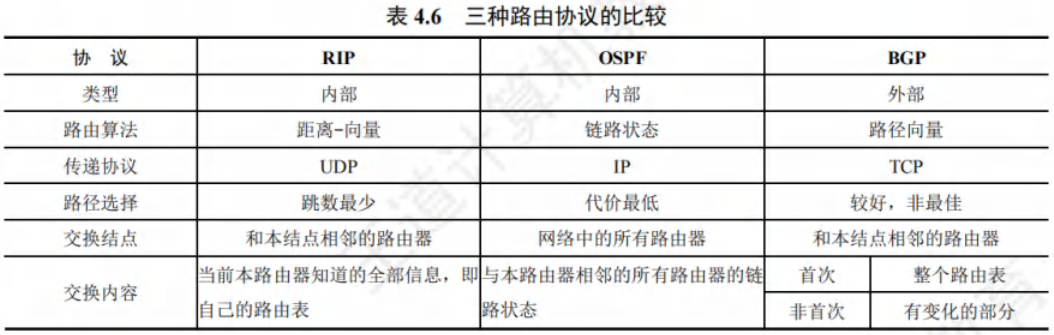 表 4.6 三种路由协议的比较
协 议 RIP OSPF BGP
类型 内部 内部 外部
路由算法 距离-向量 链路状态 路径向量
传递协议 UDP IP TCP
路径选择 跳数最少 代价最低 较好，非最佳
交换结点 和本结点相邻的路由器 网络中的所有路由器 和本结点相邻的路由器
交换内容 当前本路由器知道的全部信息，即自己的路由表 与本路由器相邻的所有路由器的链路状态 首次 整个路由表
非首次 有变化的部分